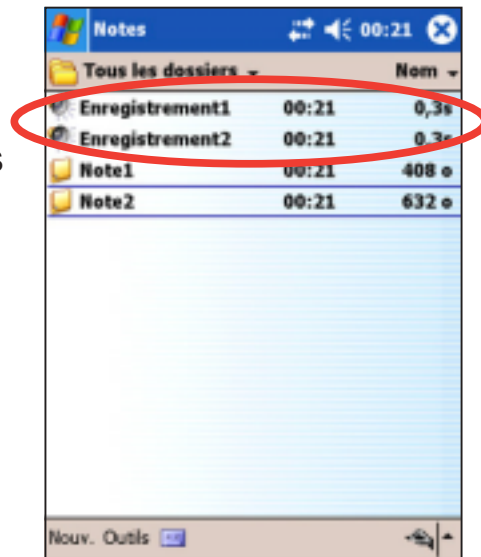 Notes 00:21
Tous les dossiers Nom
Enregistrement1 00:21 0,3s
Enregistrement2 00:21 0,3s
s
Note1 00:21 408 o
Note2 00:21 632 o
Nouv. Outils